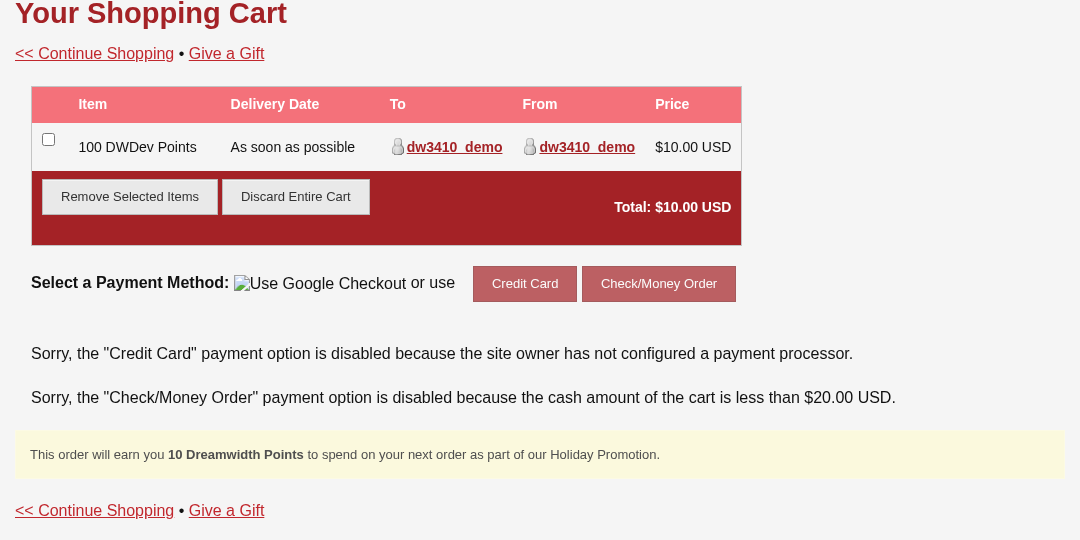 Your Shopping Cart
<< Continue Shopping • Give a Gift
Item Delivery Date To From Price
100 DWDev Points As soon as possible dw3410_demo dw3410_demo $10.00 USD
Remove Selected Items Discard Entire Cart
Total: $10.00 USD
Select a Payment Method: Use Google Checkout or use Credit Card Check/Money Order
Sorry, the "Credit Card" payment option is disabled because the site owner has not configured a payment processor.
Sorry, the "Check/Money Order" payment option is disabled because the cash amount of the cart is less than $20.00 USD.
This order will earn you 10 Dreamwidth Points to spend on your next order as part of our Holiday Promotion.
<< Continue Shopping • Give a Gift